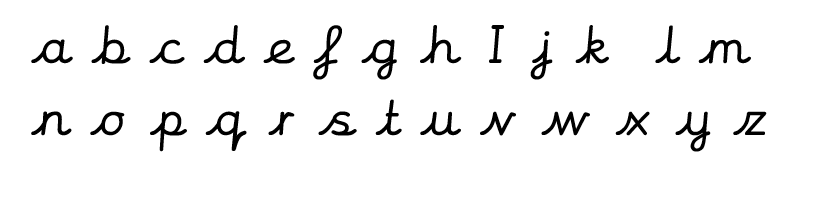 a b c d e f g h I j k l m
n o p q r s t u v w x y z